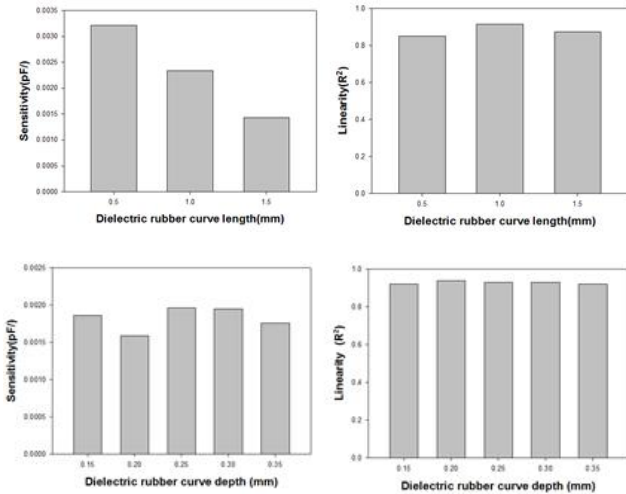 Sensitivity(pF/)
0.0035
0.0030
0.0025
0.0020
0.0015
0.0010
0.0005
0.0000
0.5 1.0 1.5
Dielectric rubber curve length(mm)
Linearity(R²)
1.0
0.8
0.6
0.4
0.2
0.0
0.5 1.0 1.5
Dielectric rubber curve length(mm)
Sensitivity(pF/)
0.0025
0.0020
0.0015
0.0010
0.0005
0.0000
0.15 0.20 0.25 0.30 0.35
Dielectric rubber curve depth (mm)
Linearity (R²)
1.0
0.8
0.6
0.4
0.2
0.0
0.15 0.20 0.25 0.30 0.35
Dielectric rubber curve depth (mm)